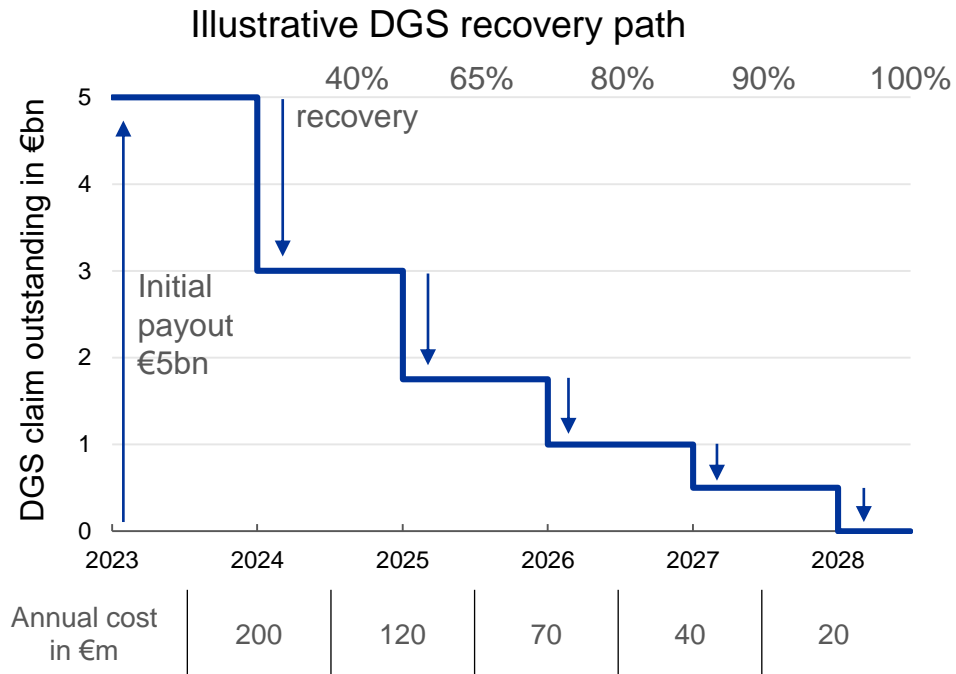 Illustrative DGS recovery path
40% 65% 80% 90% 100%
recovery
DGS claim outstanding in €bn
5
4
3
2
1
0
Initial
payout
€5bn
2023 2024 2025 2026 2027 2028
Annual cost
in €m
200 120 70 40 20